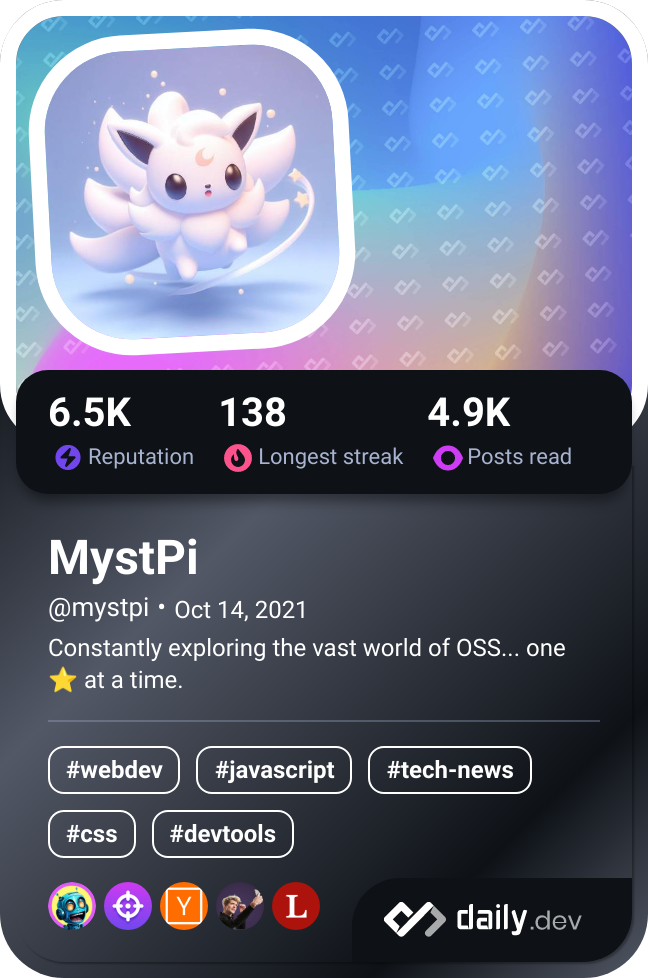 6.5K 138 4.9K
Reputation Longest streak Posts read
MystPi
@mystpi • Oct 14, 2021
Constantly exploring the vast world of OSS... one
⭐ at a time.
#webdev #javascript #tech-news
#css #devtools
Y L daily.dev